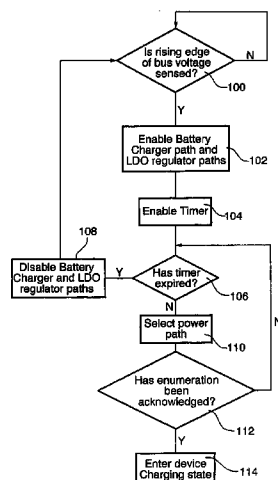 Is rising edge
of bus voltage
sensed?
N
100
Y
Enable Battery
Charger path and
LDO regulator paths
102
108
Enable Timer
104
Disable Battery
Charger and LDO
regulator paths
Y
Has timer
expired?
106
N
N
Select power
path
110
Has enumeration
been
acknowledged?
112
Y
Enter device
Charging state
114